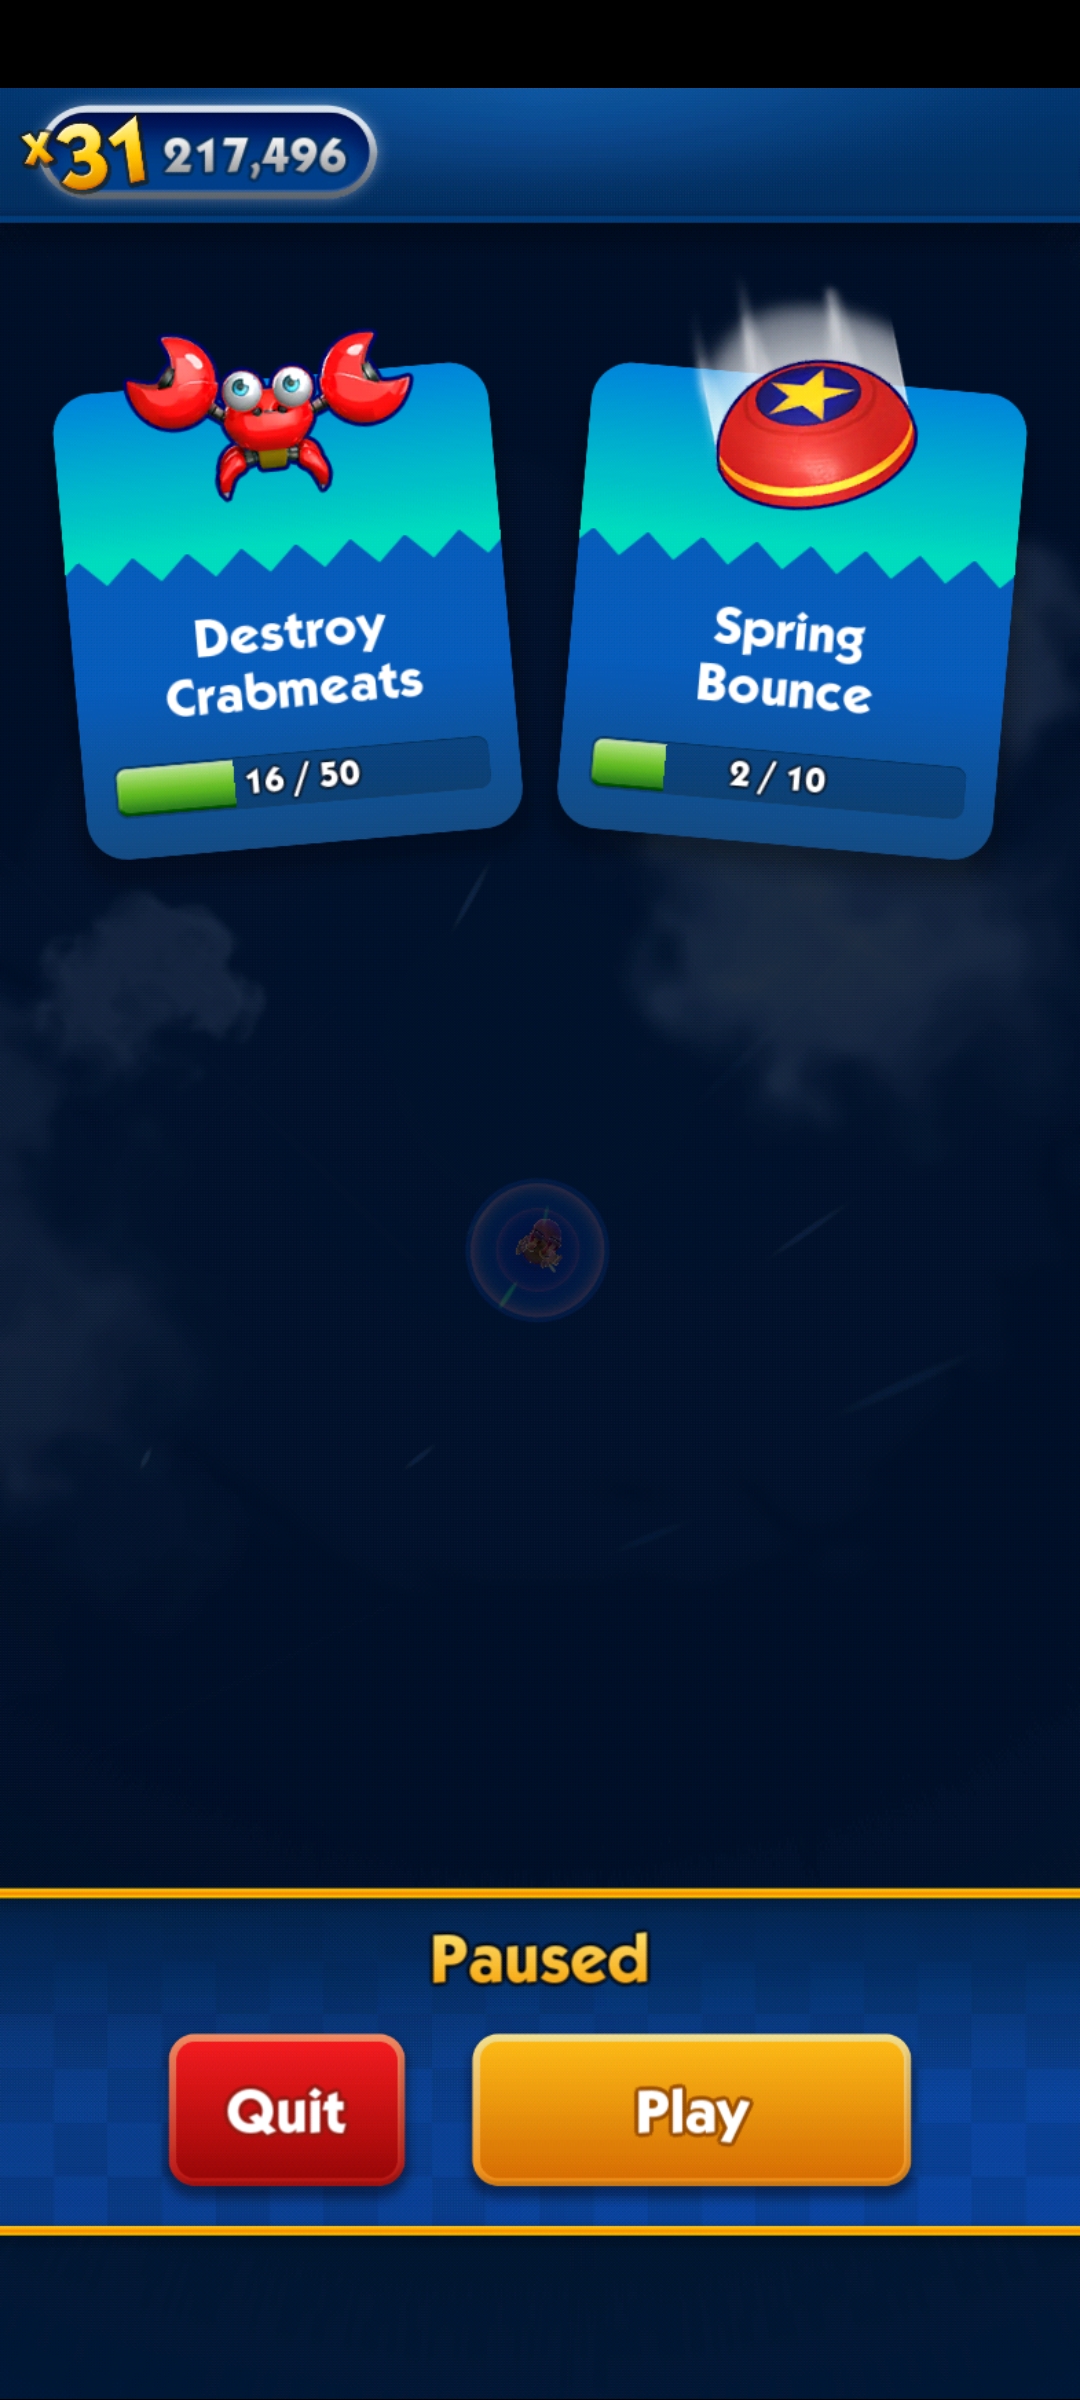 x31 217,496
Destroy
Crabmeats
16 / 50
Spring
Bounce
2 / 10
Paused
Quit
Play